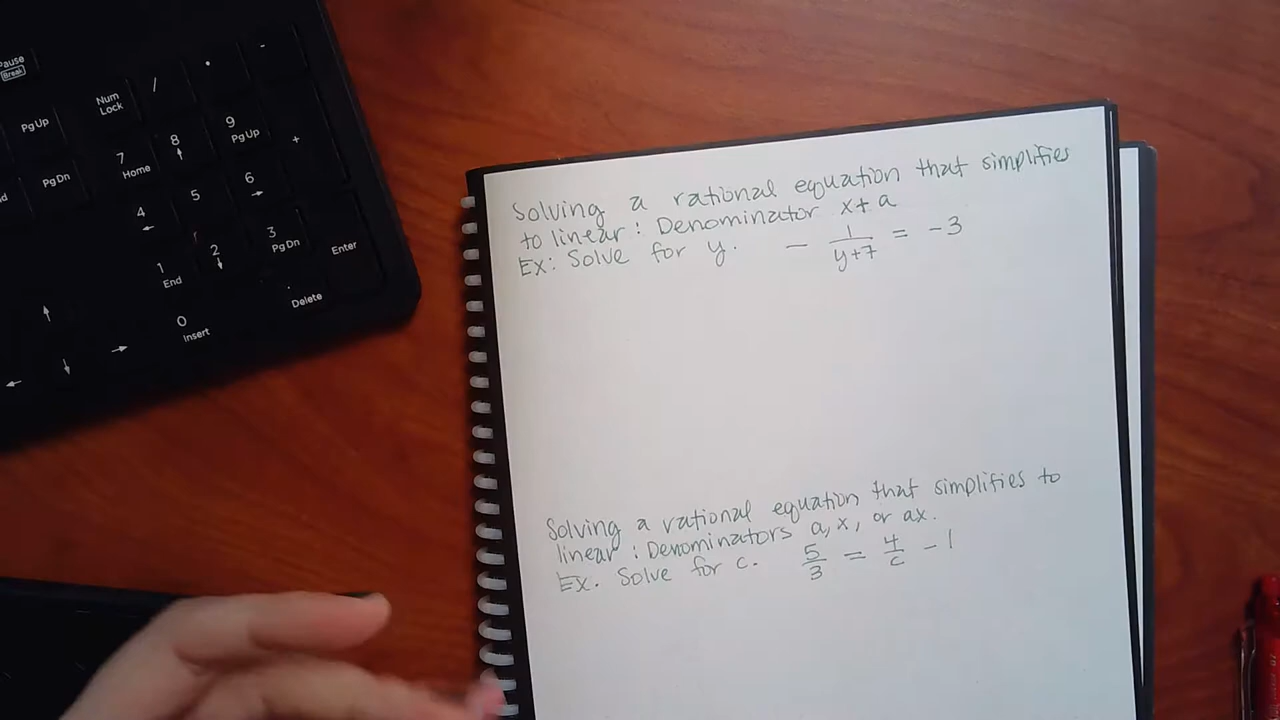 Pause
Break
Num Lock
/
.
-
PgUp
7 Home
8
9 PgUp
+
PgDn
4
5
6
1 End
2
3 PgDn
Enter
0 Insert
. Delete
Solving a rational equation that simplifies
to linear : Denominator x + a
Ex: Solve for y. - 1/(y+7) = -3
Solving a rational equation that simplifies to
linear : Denominators a, x, or ax.
Ex. Solve for c. 5/3 = 4/c - 1